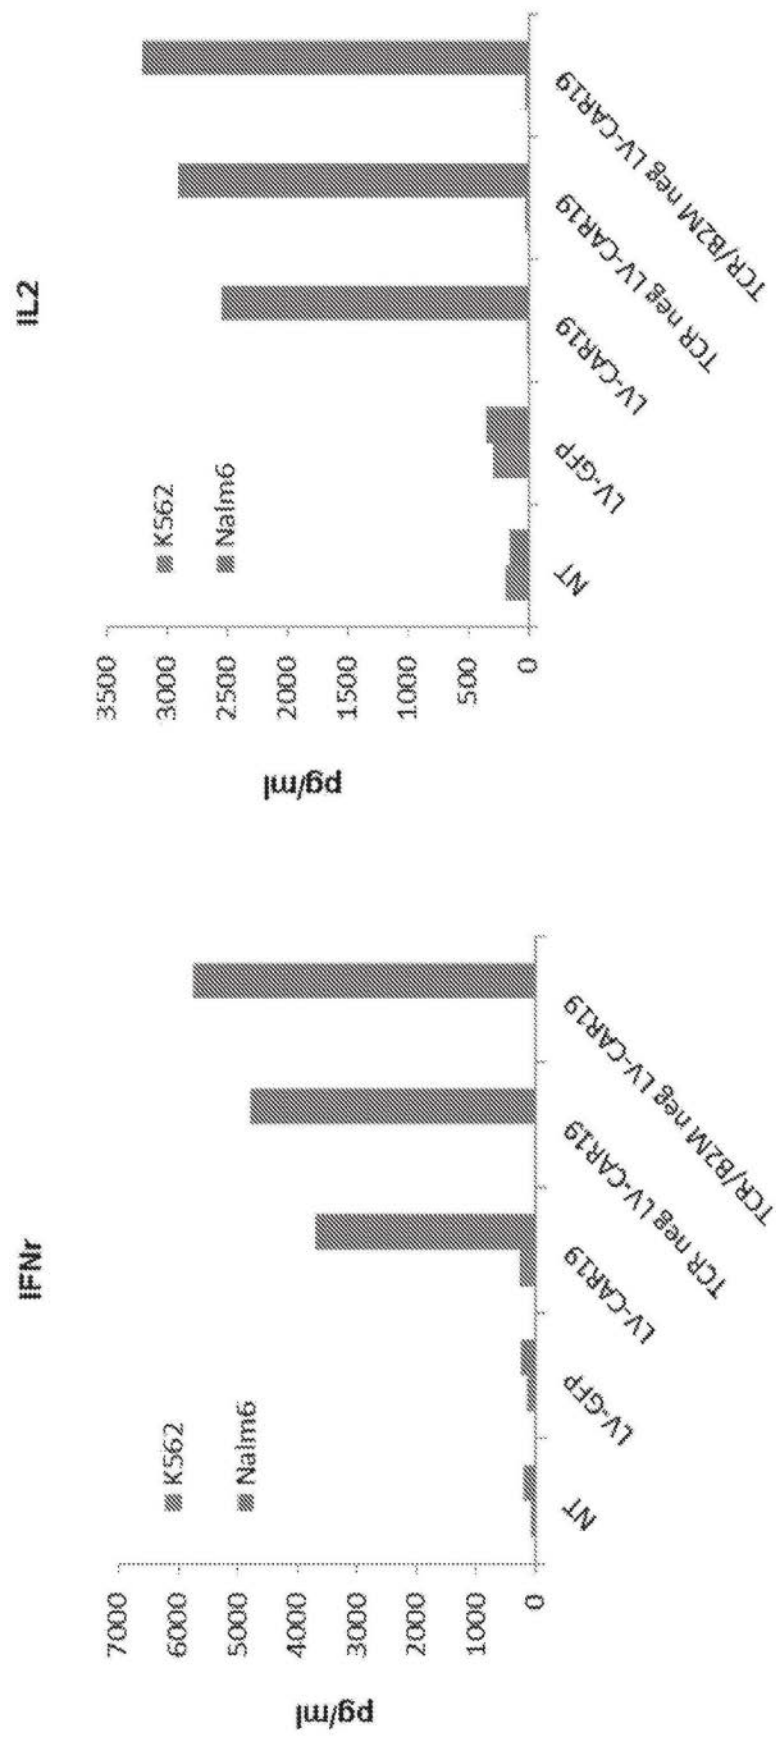 IFNr
pg/ml
7000
6000
5000
4000
3000
2000
1000
0
K562
Nalm6
NT
LV-GFP
LV-CAR19
TCR neg LV-CAR19
TCR/B2M neg LV-CAR19
IL2
pg/ml
3500
3000
2500
2000
1500
1000
500
0
K562
Nalm6
NT
LV-GFP
LV-CAR19
TCR neg LV-CAR19
TCR/B2M neg LV-CAR19